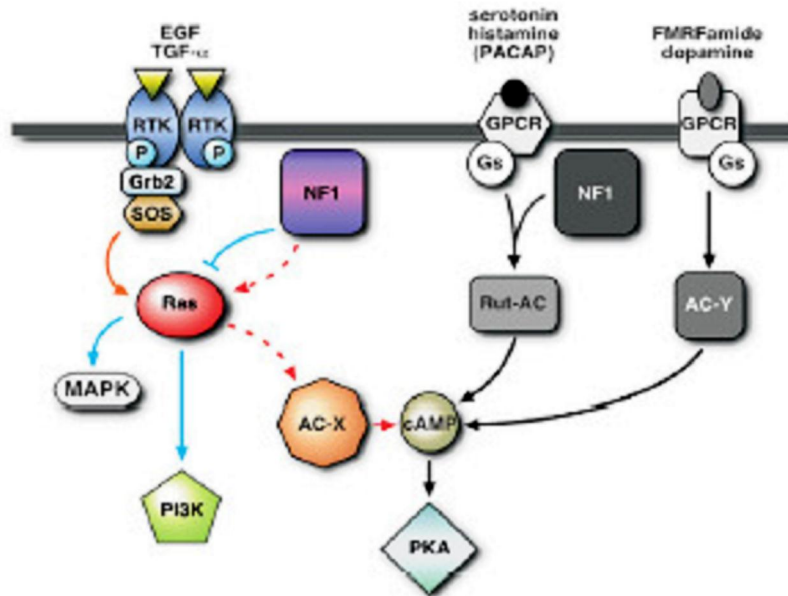 EGF
TGF-α
serotonin
histamine
(PACAP)
FMRFamide
dopamine
RTK
RTK
GPCR
GPCR
P
P
Gs
Gs
Grb2
NF1
NF1
SOS
Ras
Rut-AC
AC-Y
MAPK
AC-X
cAMP
PI3K
PKA